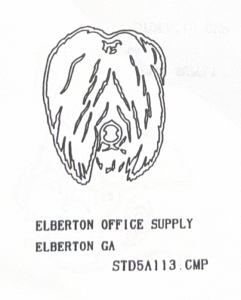 ELBERTON OFFICE SUPPLY
ELBERTON GA
STD5A113.CMP